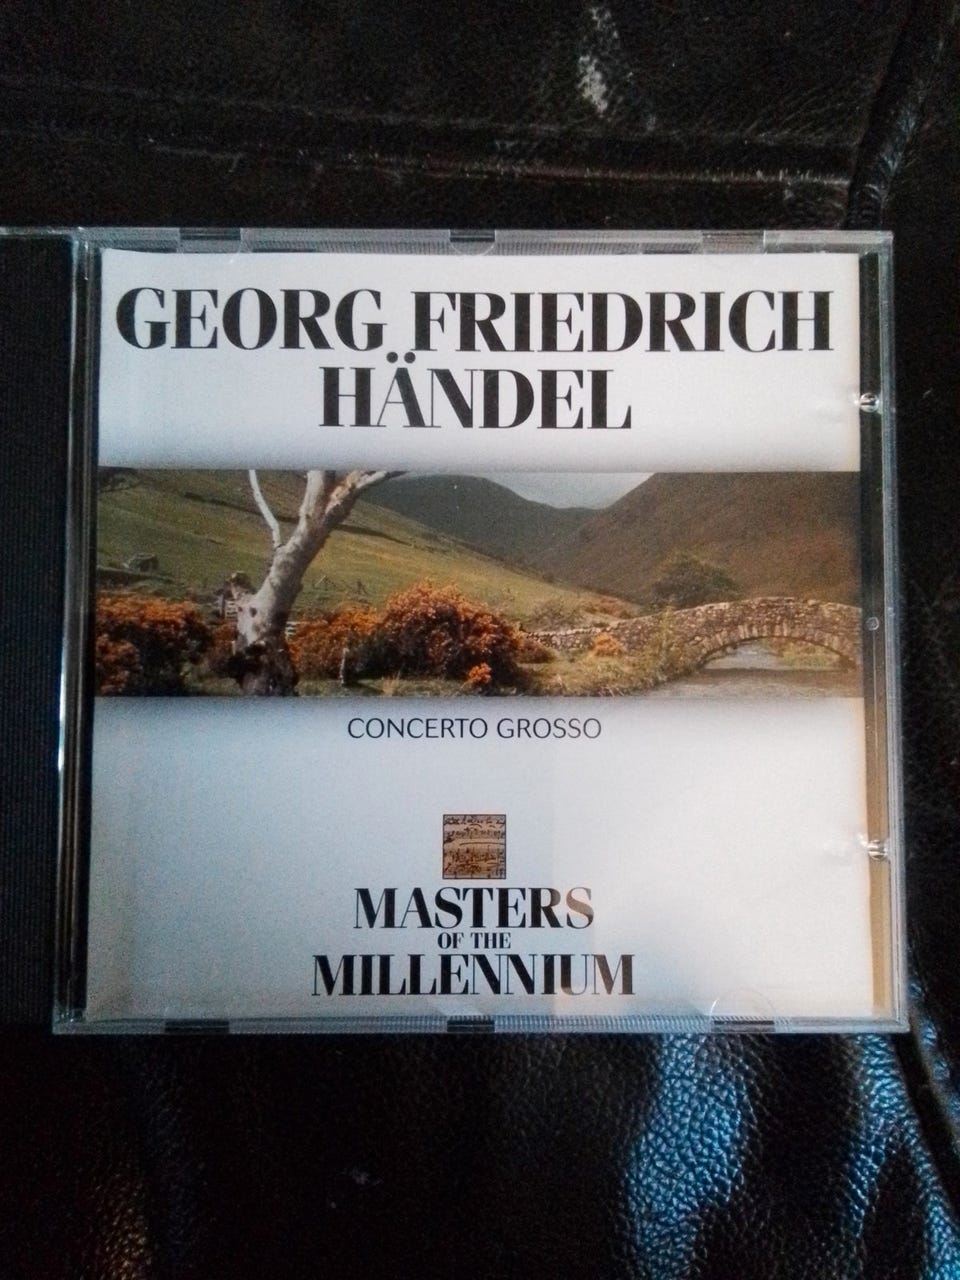 GEORG FRIEDRICH
HÄNDEL
CONCERTO GROSSO
MASTERS
OF THE
MILLENNIUM